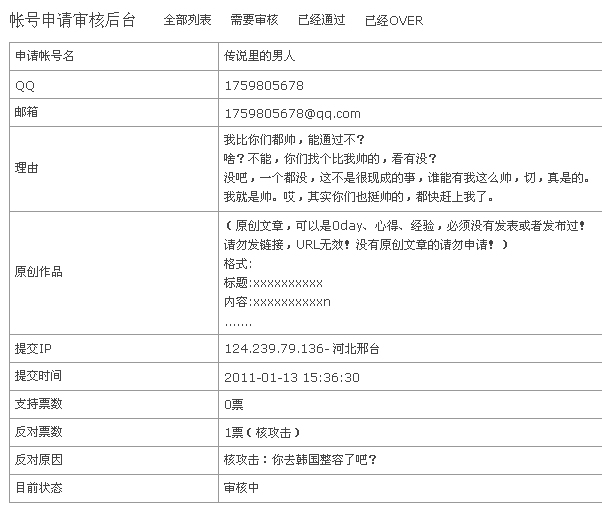 帐号申请审核后台 全部列表 需要审核 已经通过 已经OVER
申请帐号名 传说里的男人
QQ 1759805678
邮箱 1759805678@qq.com
理由
我比你们都帅，能通过不？
啥？不能，你们找个比我帅的，看有没？
没吧，一个都没，这不是很现成的事，谁能有我这么帅，切，真是的。
我就是帅。哎，其实你们也挺帅的，都快赶上我了。
原创作品
（原创文章，可以是0day、心得、经验，必须没有发表或者发布过！
请勿发链接，URL无效！没有原创文章的请勿申请！）
格式:
标题:xxxxxxxxxx
内容:xxxxxxxxxxn
.......
提交IP 124.239.79.136- 河北邢台
提交时间 2011-01-13 15:36:30
支持票数 0票
反对票数 1票（核攻击）
反对原因 核攻击：你去韩国整容了吧？
目前状态 审核中